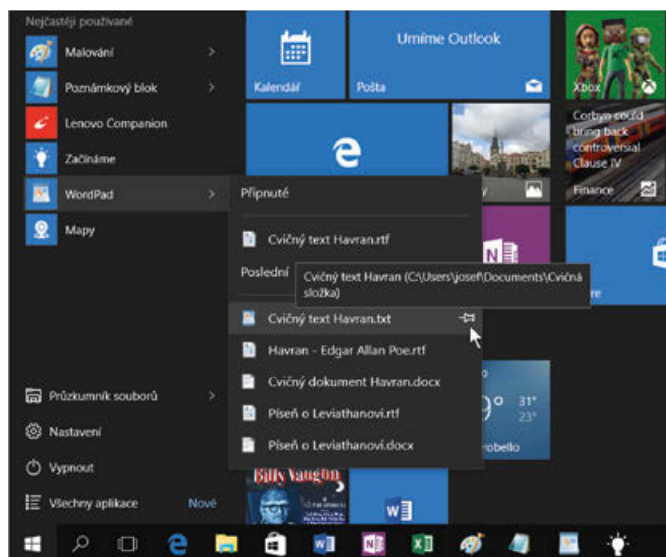 Nejčastěji používané
Malování
Poznámkový blok
Lenovo Companion
Začínáme
WordPad
Mapy
Průzkumník souborů
Nastavení
Vypnout
Všechny aplikace
Nové
Kalendář
Umíme Outlook
Pošta
Xbox
Corbyn could
bring back
controversial
Clause IV
Finance
Připnuté
Cvičný text Havran.rtf
Poslední
Cvičný text Havran (C:\Users\josef\Documents\Cvičná
složka)
Cvičný text Havran.txt
Havran - Edgar Allan Poe.rtf
Cvičný dokument Havran.docx
Píseň o Leviathanovi.rtf
Píseň o Leviathanovi.docx
31°
23°
Billy Vaughn